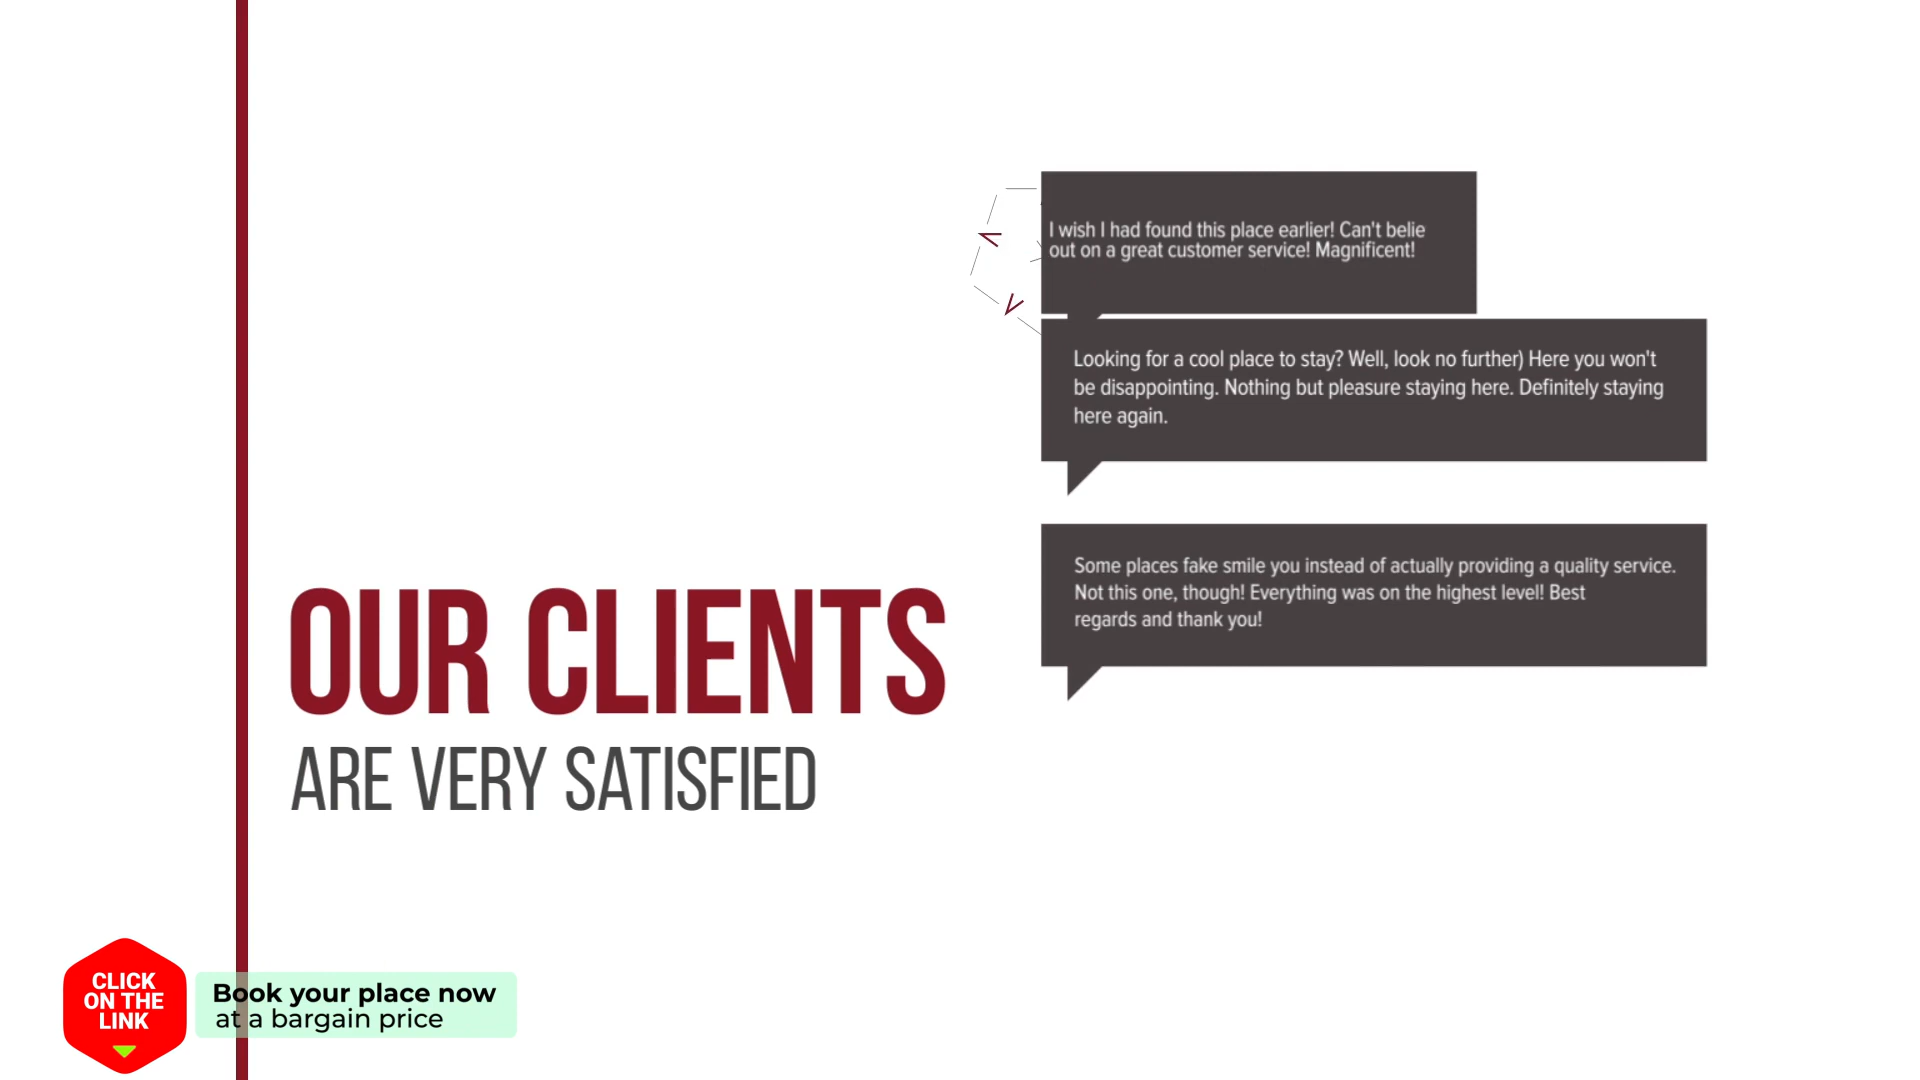 I wish I had found this place earlier! Can't belie
out on a great customer service! Magnificent!
Looking for a cool place to stay? Well, look no further) Here you won't
be disappointing. Nothing but pleasure staying here. Definitely staying
here again.
Some places fake smile you instead of actually providing a quality service.
Not this one, though! Everything was on the highest level! Best
regards and thank you!
OUR CLIENTS
ARE VERY SATISFIED
CLICK
ON THE
LINK
Book your place now
at a bargain price